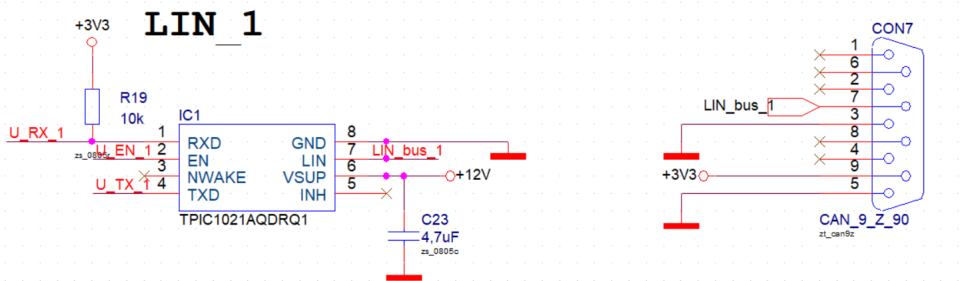 LIN_1
+3V3
R19
10k
IC1
U_RX_1
1
RXD
GND
8
U_EN_1
2
EN
LIN
7
LIN_bus_1
3
NWAKE
VSUP
6
+12V
U_TX_1
4
TXD
INH
5
TPIC1021AQDRQ1
C23
4,7uF
zs_0805c
CON7
1
6
2
LIN_bus_1
7
3
8
4
+3V3
9
5
CAN_9_Z_90
zt_can9z